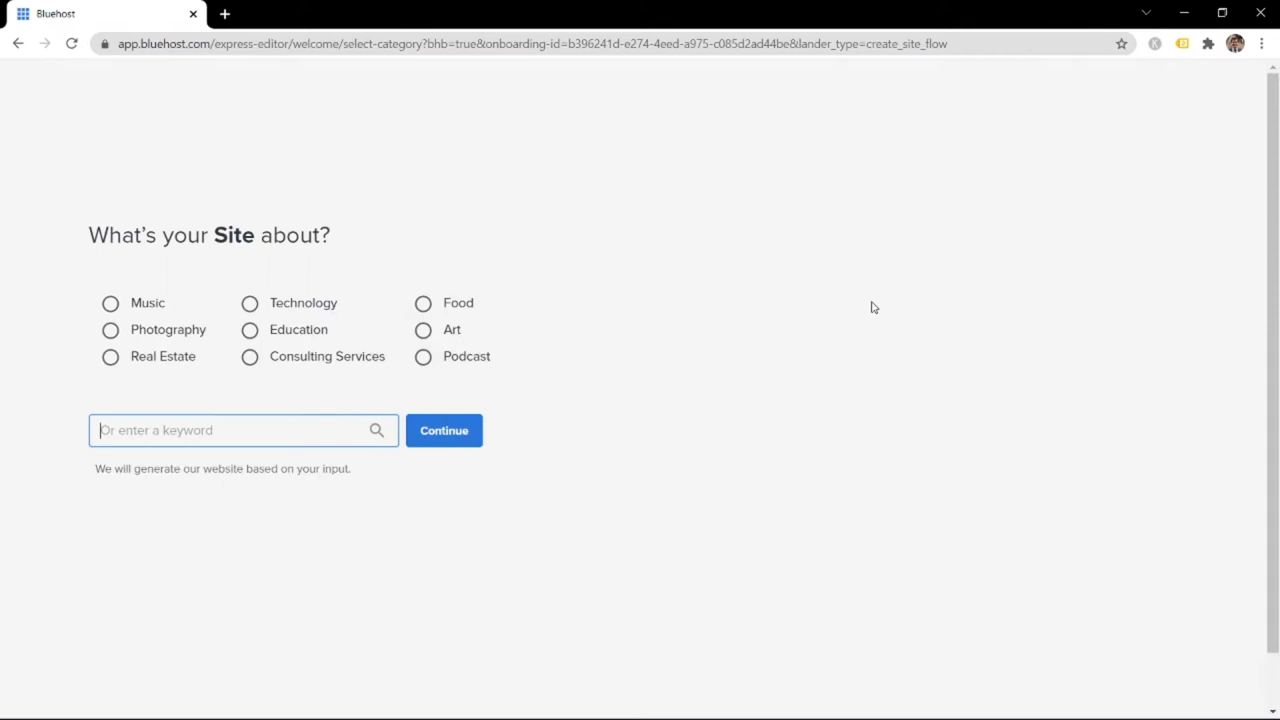 Bluehost
app.bluehost.com/express-editor/welcome/select-category?bhb=true&onboarding-id=b396241d-e274-4eed-a975-c085d2ad44be&lander_type=create_site_flow
What's your Site about?
Music
Technology
Food
Photography
Education
Art
Real Estate
Consulting Services
Podcast
Or enter a keyword
Continue
We will generate our website based on your input.